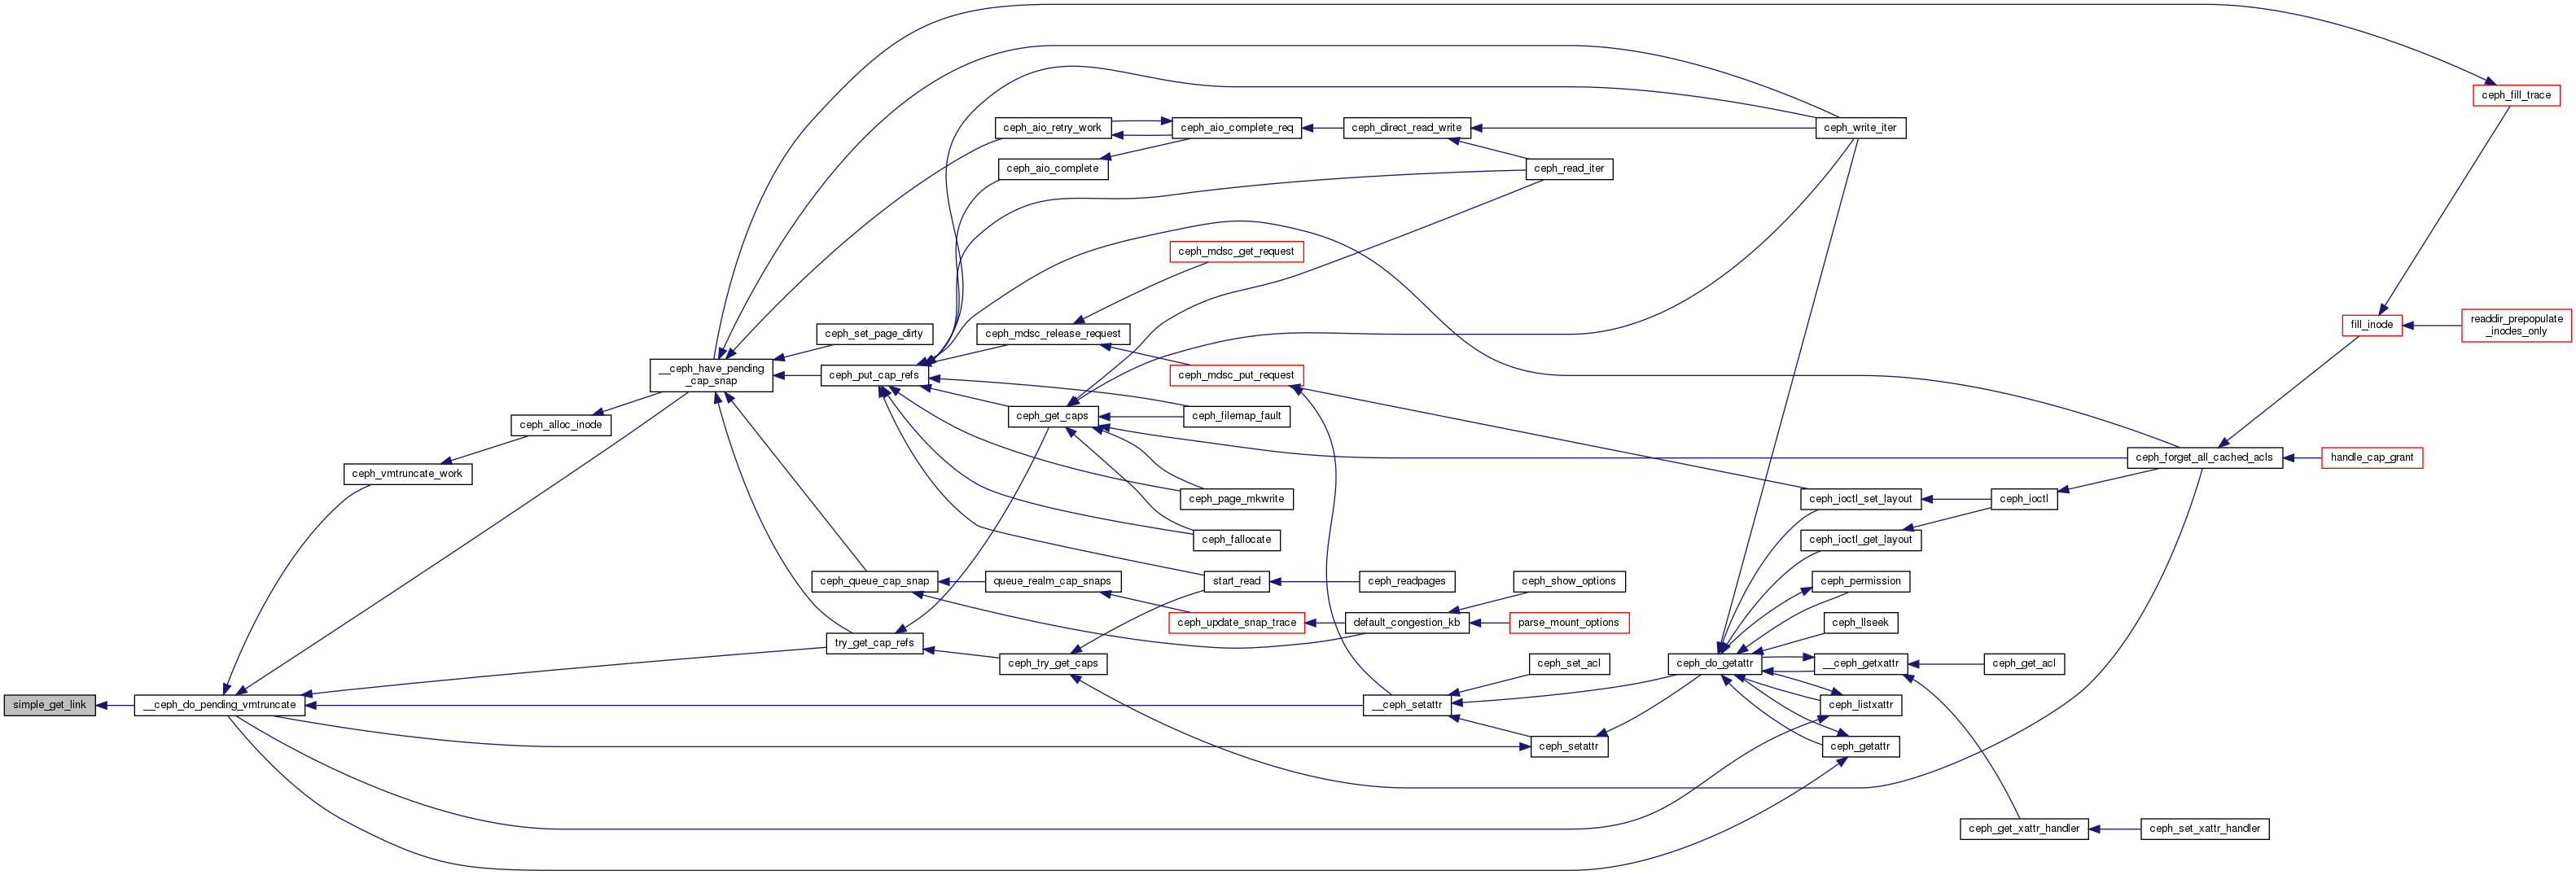 ceph_fill_trace
ceph_aio_retry_work
ceph_aio_complete_req
ceph_direct_read_write
ceph_write_iter
ceph_aio_complete
ceph_read_iter
ceph_mdsc_get_request
ceph_set_page_dirty
ceph_mdsc_release_request
fill_inode
readdir_prepopulate
_inodes_only
__ceph_have_pending
_cap_snap
ceph_put_cap_refs
ceph_mdsc_put_request
ceph_alloc_inode
ceph_get_caps
ceph_filemap_fault
ceph_vmtruncate_work
ceph_forget_all_cached_acls
handle_cap_grant
ceph_page_mkwrite
ceph_ioctl_set_layout
ceph_ioctl
ceph_fallocate
ceph_ioctl_get_layout
ceph_queue_cap_snap
queue_realm_cap_snaps
start_read
ceph_readpages
ceph_show_options
ceph_permission
ceph_update_snap_trace
default_congestion_kb
parse_mount_options
ceph_llseek
try_get_cap_refs
ceph_try_get_caps
ceph_set_acl
ceph_do_getattr
__ceph_getxattr
ceph_get_acl
simple_get_link
__ceph_do_pending_vmtruncate
__ceph_setattr
ceph_listxattr
ceph_setattr
ceph_getattr
ceph_get_xattr_handler
ceph_set_xattr_handler